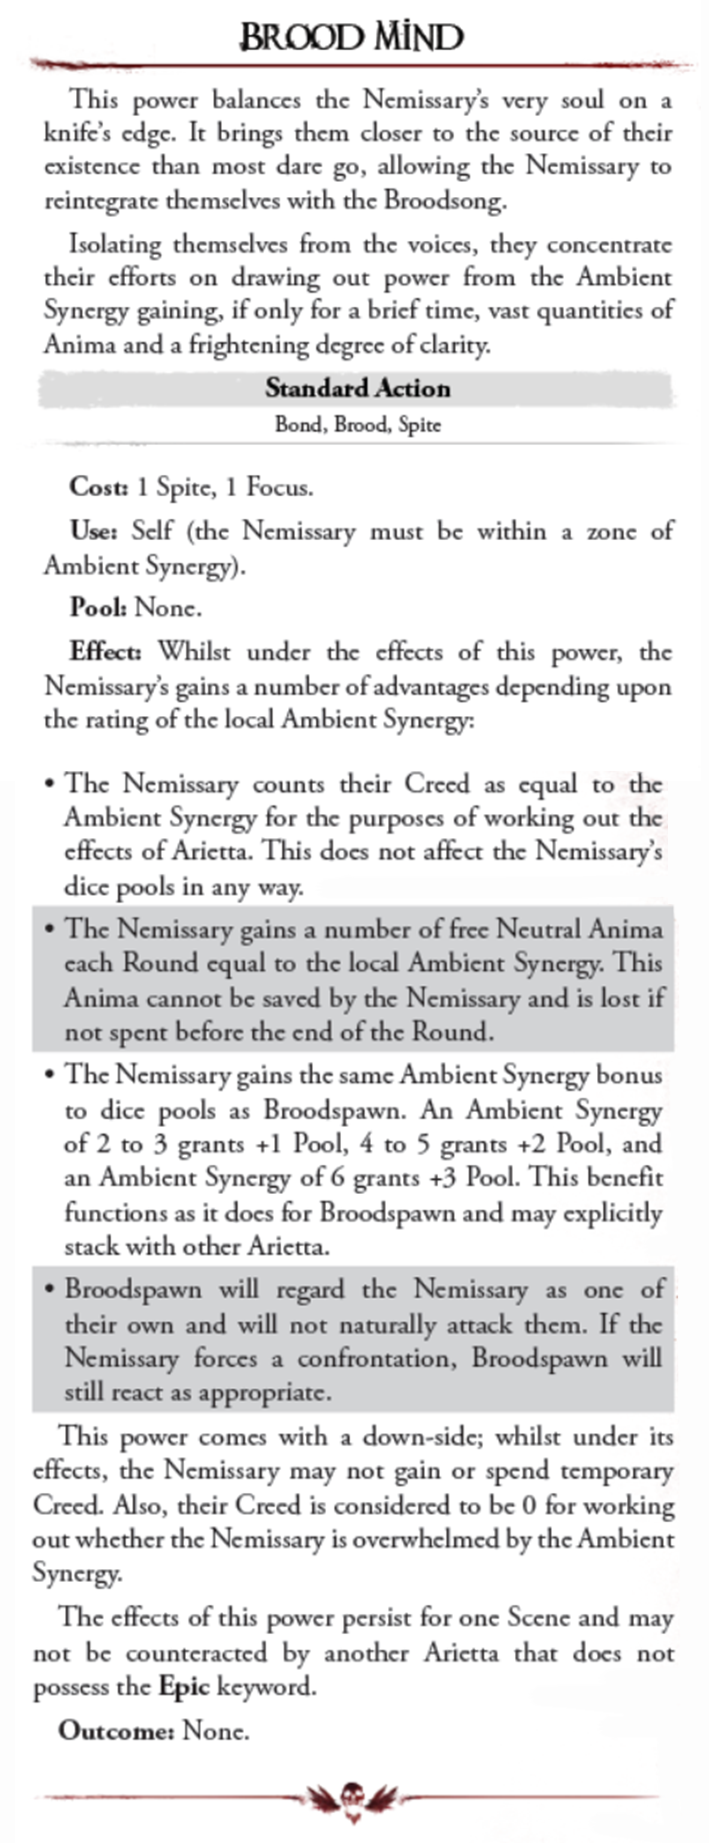 BROOD MIND
This power balances the Nemissary's very soul on a
knife's edge. It brings them closer to the source of their
existence than most dare go, allowing the Nemissary to
reintegrate themselves with the Broodsong.
Isolating themselves from the voices, they concentrate
their efforts on drawing out power from the Ambient
Synergy gaining, if only for a brief time, vast quantities of
Anima and a frightening degree of clarity.
Standard Action
Bond, Brood, Spite
Cost: 1 Spite, 1 Focus.
Use: Self (the Nemissary must be within a zone of
Ambient Synergy).
Pool: None.
Effect: Whilst under the effects of this power, the
Nemissary's gains a number of advantages depending upon
the rating of the local Ambient Synergy:
• The Nemissary counts their Creed as equal to the
Ambient Synergy for the purposes of working out the
effects of Arietta. This does not affect the Nemissary's
dice pools in any way.
• The Nemissary gains a number of free Neutral Anima
each Round equal to the local Ambient Synergy. This
Anima cannot be saved by the Nemissary and is lost if
not spent before the end of the Round.
• The Nemissary gains the same Ambient Synergy bonus
to dice pools as Broodspawn. An Ambient Synergy
of 2 to 3 grants +1 Pool, 4 to 5 grants +2 Pool, and
an Ambient Synergy of 6 grants +3 Pool. This benefit
functions as it does for Broodspawn and may explicitly
stack with other Arietta.
• Broodspawn will regard the Nemissary as one of
their own and will not naturally attack them. If the
Nemissary forces a confrontation, Broodspawn will
still react as appropriate.
This power comes with a down-side; whilst under its
effects, the Nemissary may not gain or spend temporary
Creed. Also, their Creed is considered to be 0 for working
out whether the Nemissary is overwhelmed by the Ambient
Synergy.
The effects of this power persist for one Scene and may
not be counteracted by another Arietta that does not
possess the Epic keyword.
Outcome: None.